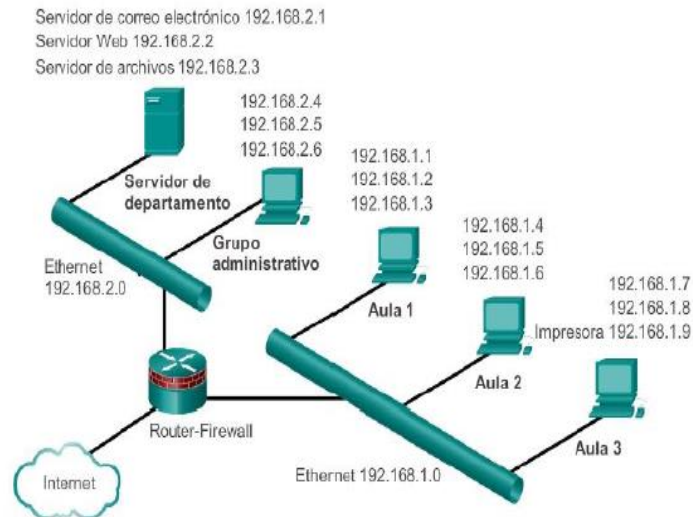 Servidor de correo electrónico 192.168.2.1
Servidor Web 192.168.2.2
Servidor de archivos 192.168.2.3
192.168.2.4
192.168.2.5
192.168.2.6
Servidor de
departamento
Grupo
administrativo
Ethernet
192.168.2.0
192.168.1.1
192.168.1.2
192.168.1.3
Aula 1
192.168.1.4
192.168.1.5
192.168.1.6
Aula 2
192.168.1.7
192.168.1.8
Impresora 192.168.1.9
Aula 3
Router-Firewall
Ethernet 192.168.1.0
Internet